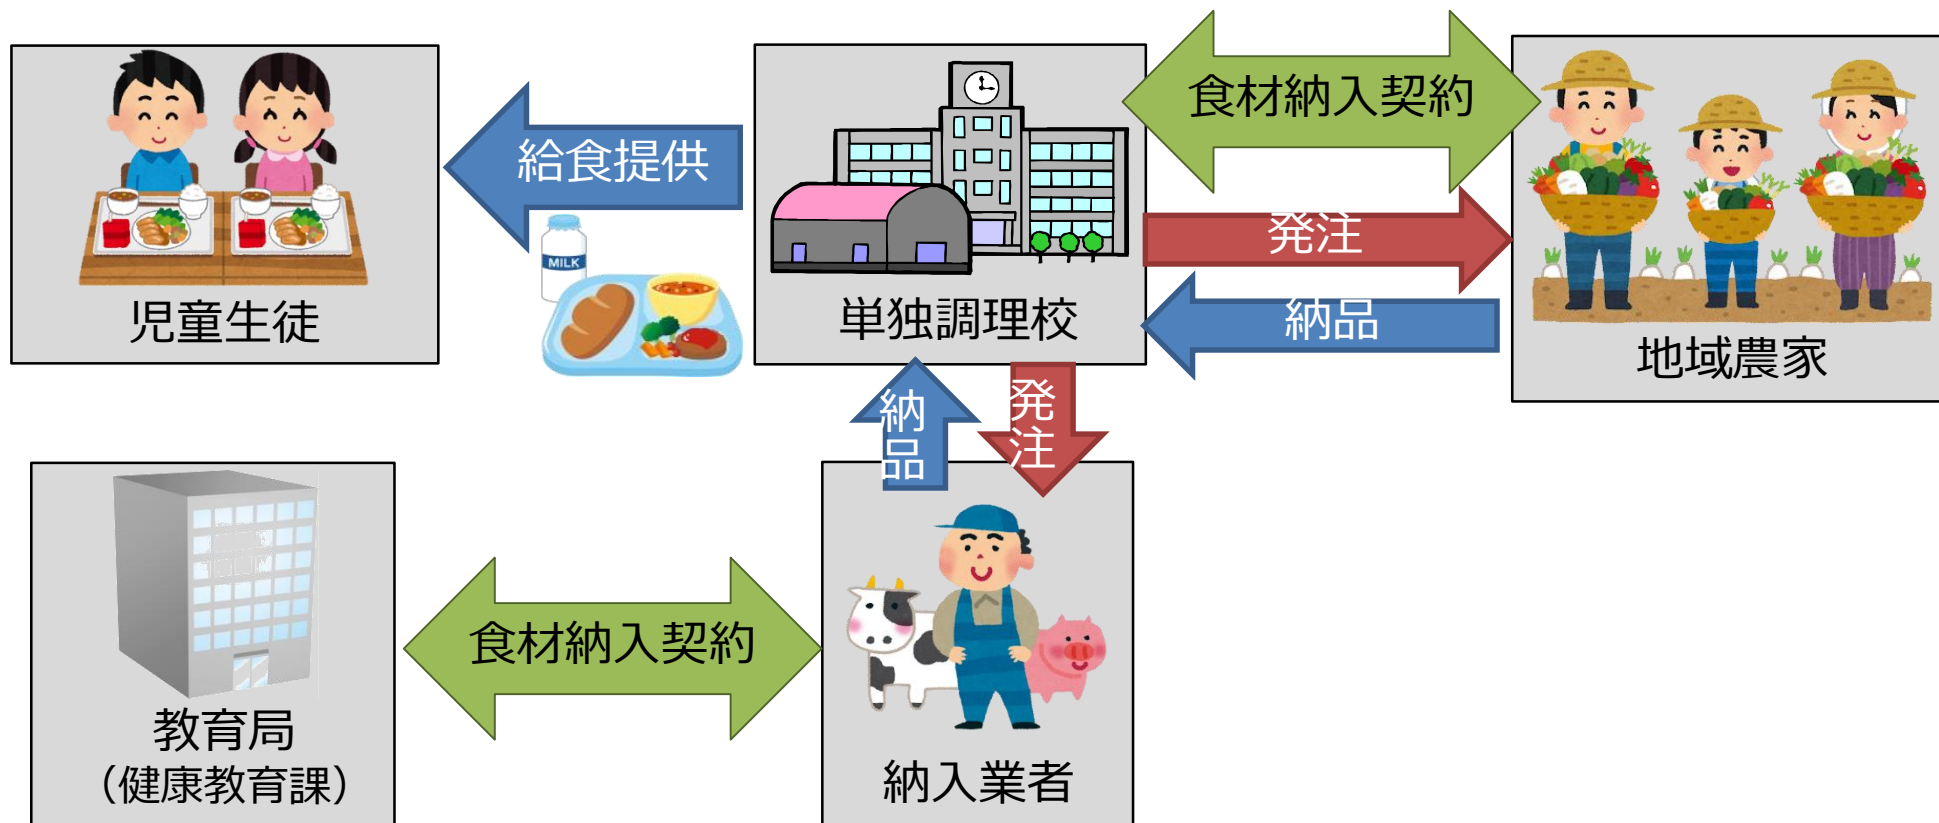 食材納入契約
給食提供
MILK
発注
納品
児童生徒
単独調理校
地域農家
納品
発注
食材納入契約
教育局
（健康教育課）
納入業者